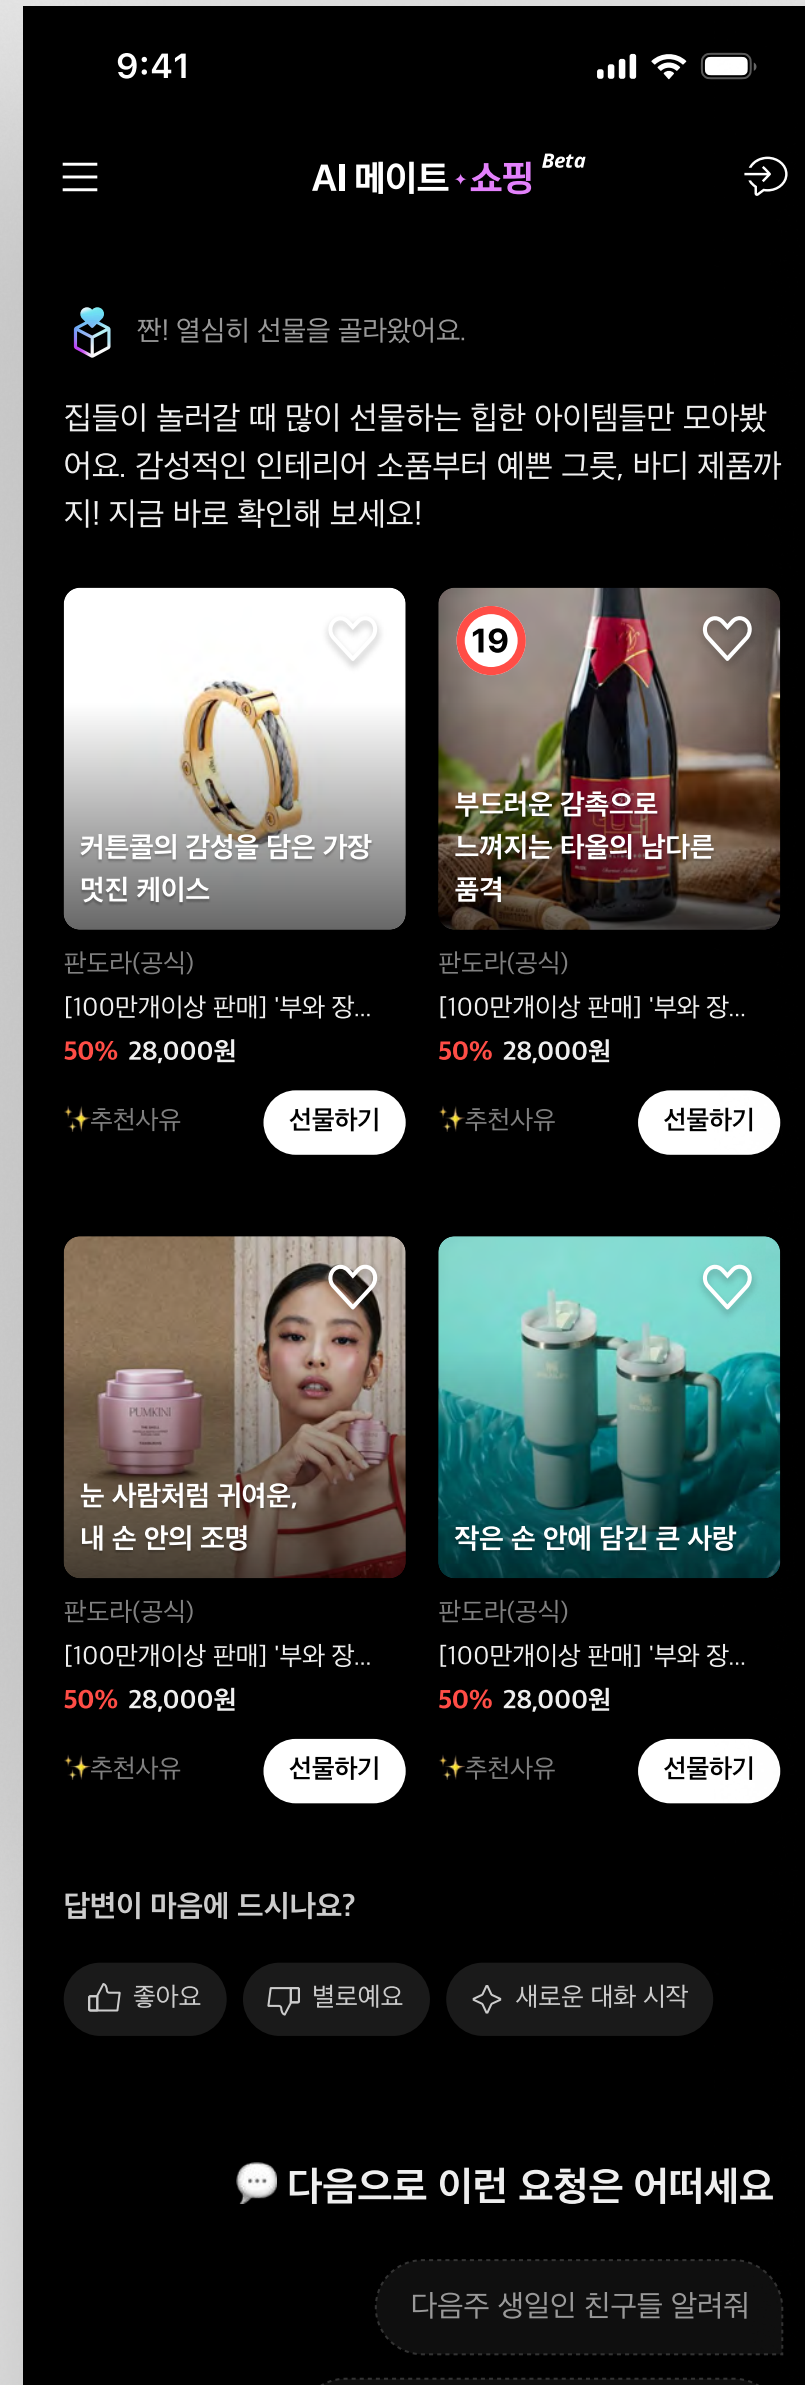 9:41
AI 메이트 쇼핑 Beta
짠! 열심히 선물을 골라왔어요.
집들이 놀러갈 때 많이 선물하는 힙한 아이템들만 모아봤
어요. 감성적인 인테리어 소품부터 예쁜 그릇, 바디 제품까
지! 지금 바로 확인해 보세요!
커튼콜의 감성을 담은 가장
멋진 케이스
판도라(공식)
[100만개이상 판매] '부와 장...
50% 28,000원
추천사유
선물하기
19
부드러운 감촉으로
느껴지는 타올의 남다른
품격
판도라(공식)
[100만개이상 판매] '부와 장...
50% 28,000원
추천사유
선물하기
PUMKINI
눈 사람처럼 귀여운,
내 손 안의 조명
판도라(공식)
[100만개이상 판매] '부와 장...
50% 28,000원
추천사유
선물하기
작은 손 안에 담긴 큰 사랑
판도라(공식)
[100만개이상 판매] '부와 장...
50% 28,000원
추천사유
선물하기
답변이 마음에 드시나요?
좋아요
별로예요
새로운 대화 시작
다음으로 이런 요청은 어떠세요
다음주 생일인 친구들 알려줘